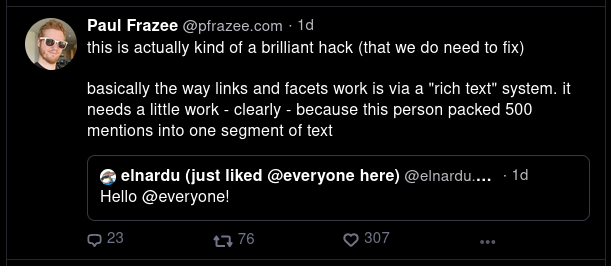 Paul Frazee @pfrazee.com · 1d
this is actually kind of a brilliant hack (that we do need to fix)
basically the way links and facets work is via a "rich text" system. it
needs a little work - clearly - because this person packed 500
mentions into one segment of text
elnardu (just liked @everyone here) @elnardu.... · 1d
Hello @everyone!
23 76 307